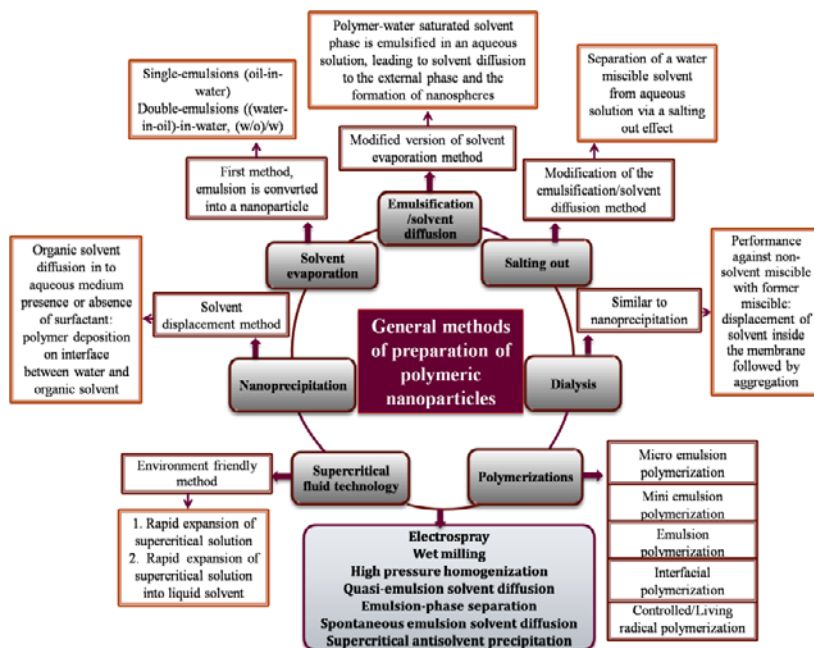 Polymer-water saturated solvent
phase is emulsified in an aqueous
solution, leading to solvent diffusion
to the external phase and the
formation of nanospheres
Single-emulsions (oil-in-
water)
Double-emulsions ((water-
in-oil)-in-water, (w/o)/w)
Separation of a water
miscible solvent
from aqueous
solution via a salting
out effect
Modified version of solvent
evaporation method
First method,
emulsion is converted
into a nanoparticle
Modification of the
emulsification/solvent
diffusion method
Emulsification
/solvent
diffusion
Solvent
evaporation
Salting out
Organic solvent
diffusion in to
aqueous medium
presence or absence
of surfactant:
polymer deposition
on interface
between water and
organic solvent
Solvent
displacement method
Similar to
nanoprecipitation
Performance
against non-
solvent miscible
with former
miscible:
displacement of
solvent inside
the membrane
followed by
aggregation
General methods
of preparation of
polymeric
nanoparticles
Nanoprecipitation
Dialysis
Environment friendly
method
Supercritical
fluid technology
Polymerizations
1. Rapid expansion of
supercritical solution
2. Rapid expansion of
supercritical solution
into liquid solvent
Micro emulsion
polymerization
Mini emulsion
polymerization
Emulsion
polymerization
Interfacial
polymerization
Controlled/Living
radical polymerization
Electrospray
Wet milling
High pressure homogenization
Quasi-emulsion solvent diffusion
Emulsion-phase separation
Spontaneous emulsion solvent diffusion
Supercritical antisolvent precipitation